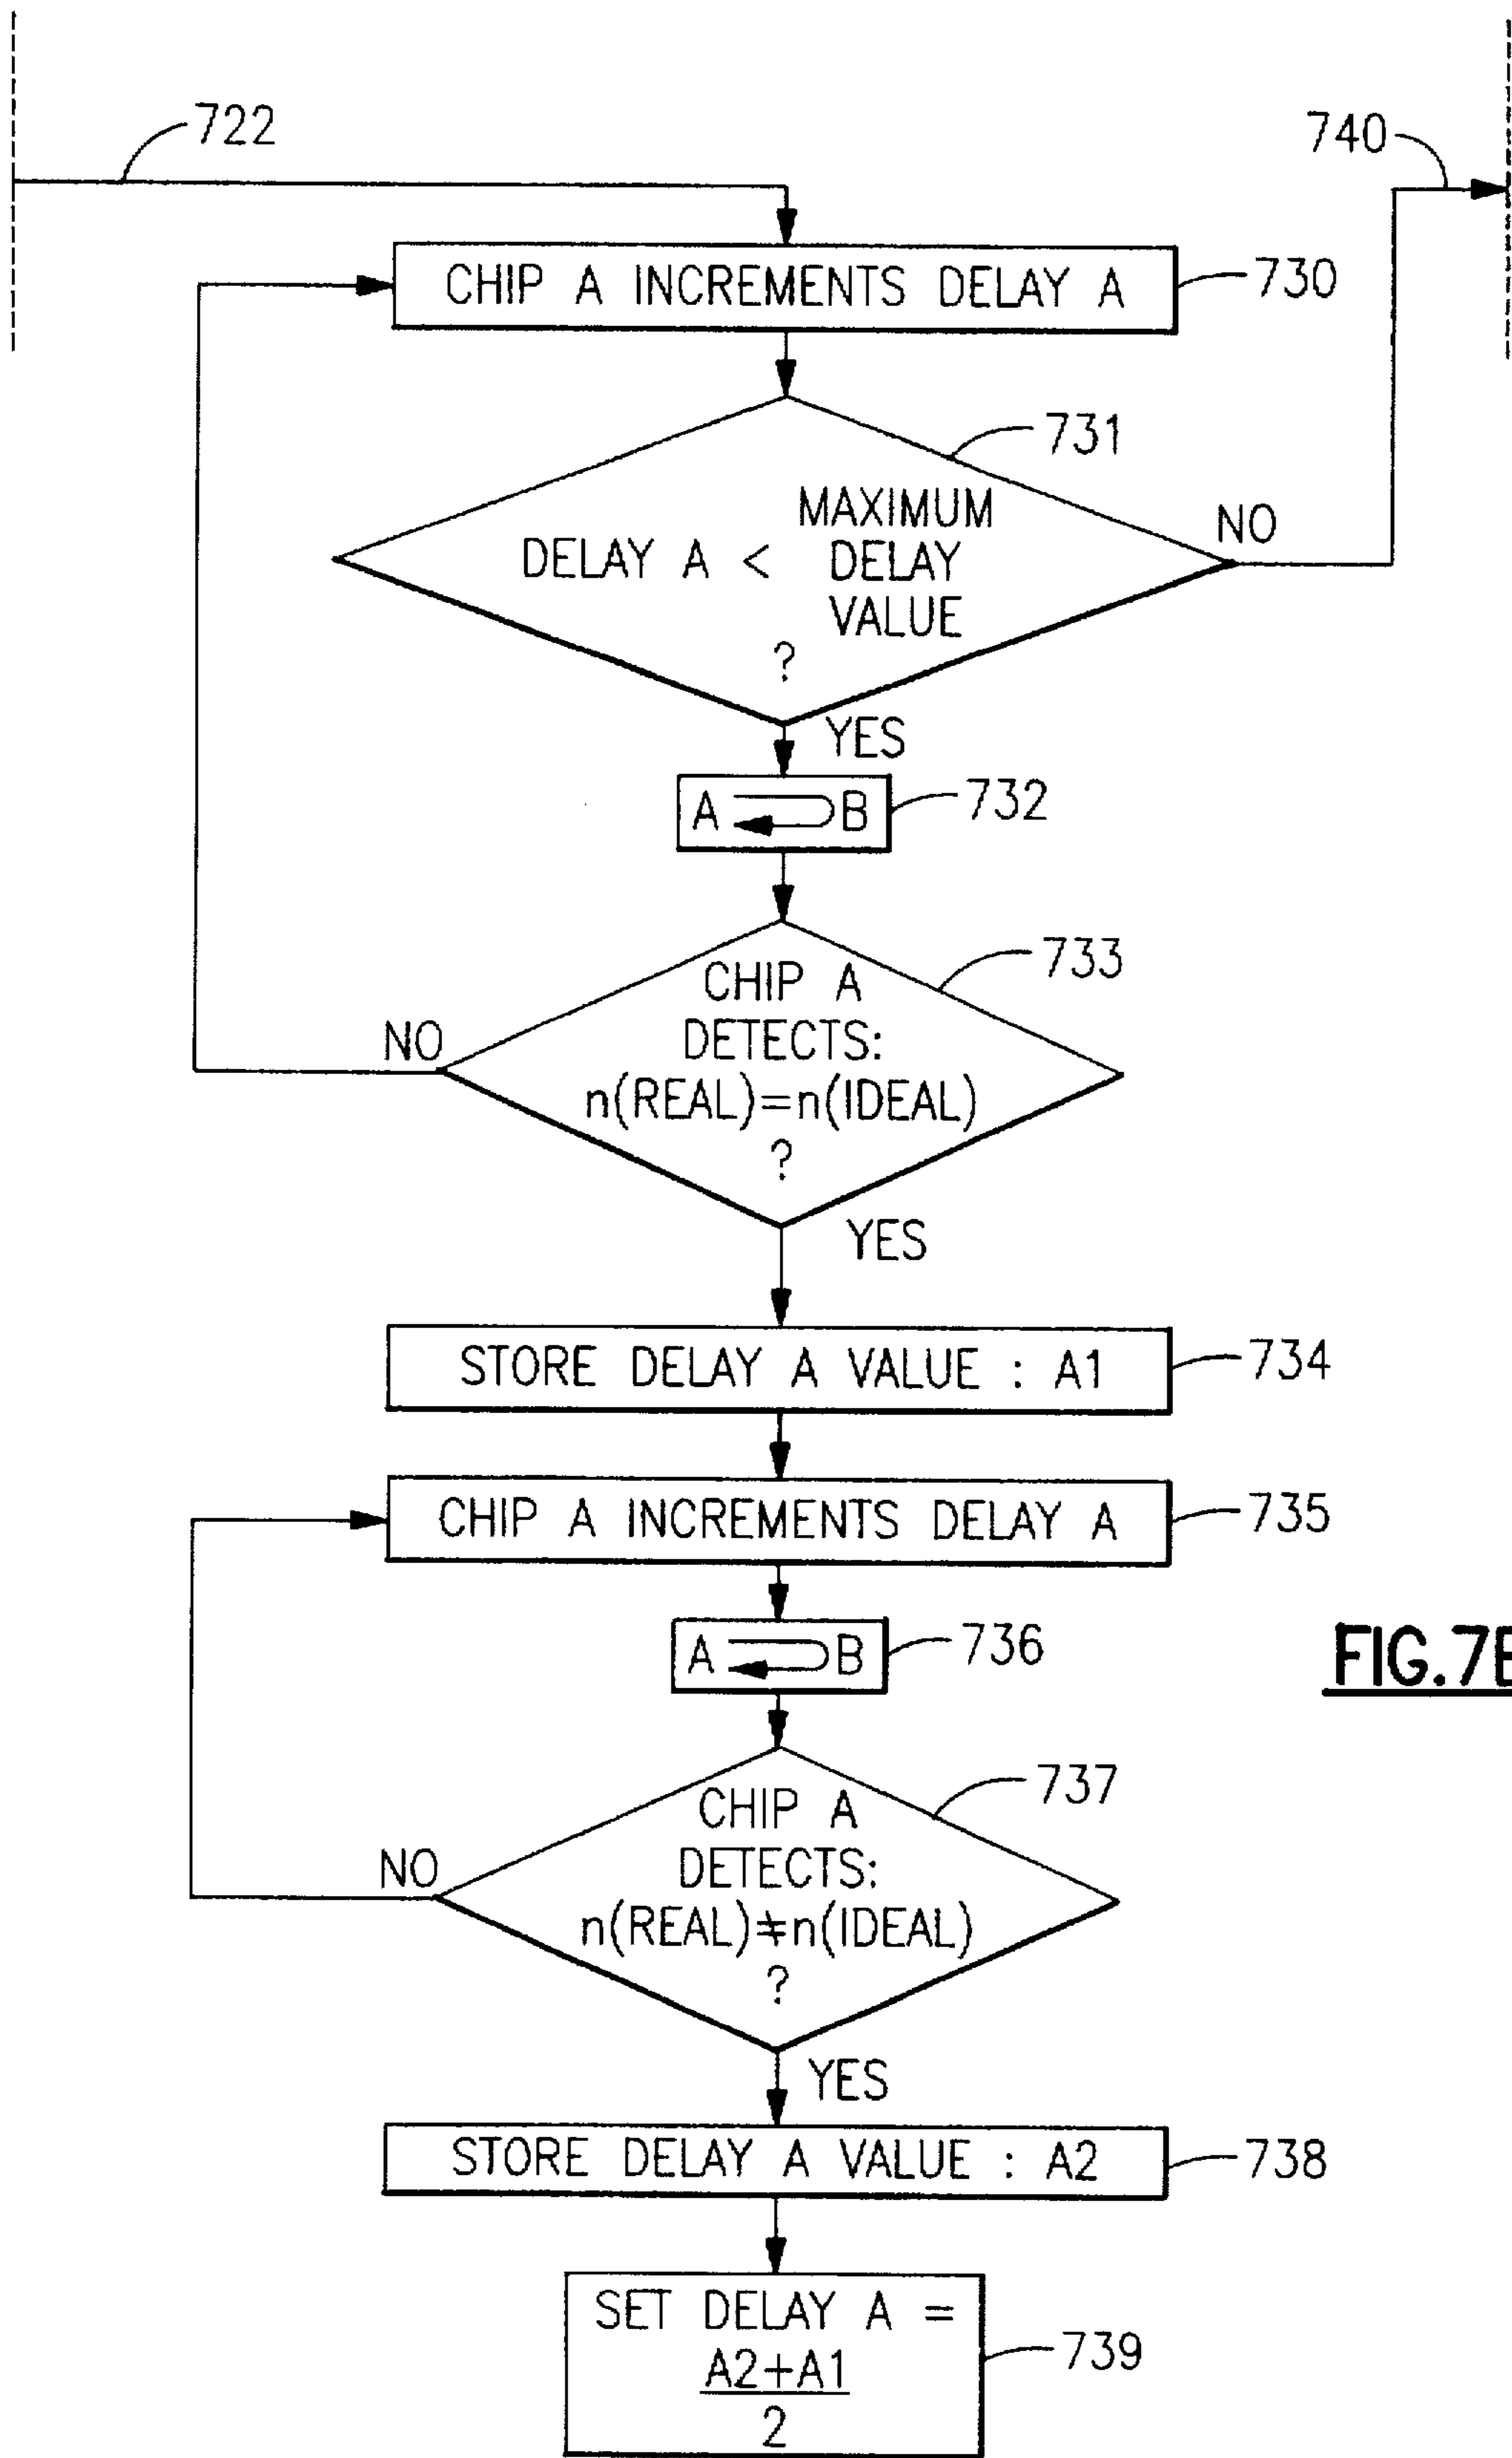 722
740
CHIP A INCREMENTS DELAY A
730
731
MAXIMUM
NO
DELAY A < DELAY
VALUE
?
YES
A B
732
733
CHIP A
DETECTS:
NO
n(REAL)=n(IDEAL)
?
YES
STORE DELAY A VALUE : A1
734
CHIP A INCREMENTS DELAY A
735
A B
736
FIG.7B
737
CHIP A
DETECTS:
NO
n(REAL)≠n(IDEAL)
?
YES
STORE DELAY A VALUE : A2
738
SET DELAY A =
A2+A1
2
739